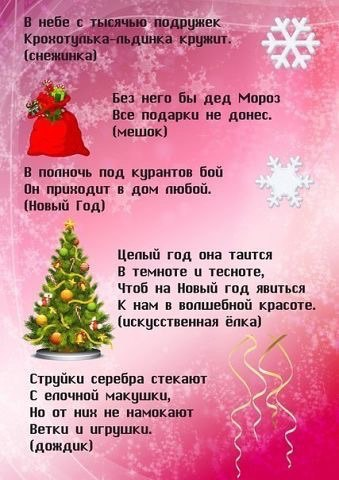 В небе с тысячью подружек
Крохотулька-льдинка кружит.
(снежинка)
Без него бы дед Мороз
Все подарки не донес.
(мешок)
В полночь под курантов бой
Он приходит в дом любой.
(Новый Год)
Целый год она таится
В темноте и тесноте,
Чтоб на Новый год явиться
К нам в волшебной красоте.
(искусственная ёлка)
Струйки серебра стекают
С елочной макушки,
Но от них не намокают
Ветки и игрушки.
(дождик)